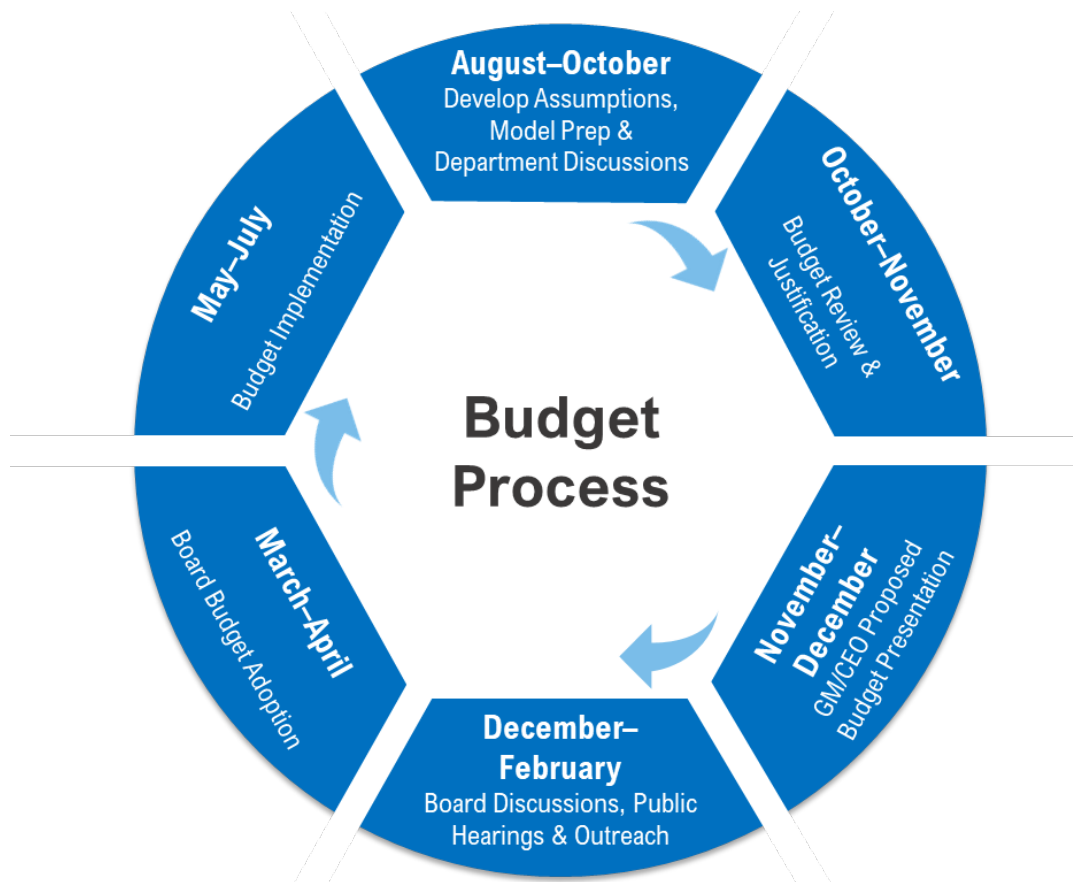 August–October
Develop Assumptions,
Model Prep &
Department Discussions
October–November
Budget Review &
Justification
November–
December
GM/CEO Proposed
Budget Presentation
December–
February
Board Discussions, Public
Hearings & Outreach
March–April
Board Budget Adoption
May–July
Budget Implementation
Budget
Process